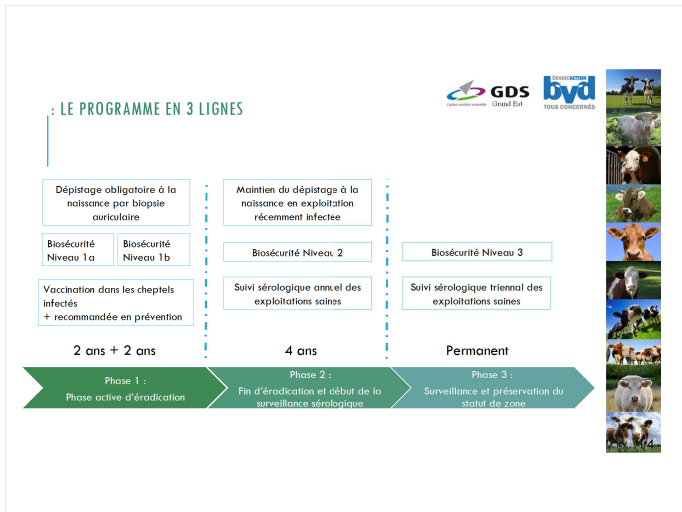 : LE PROGRAMME EN 3 LIGNES
GDS
Grand Est
L'action sanitaire ensemble
ÉRADICACTION
bvd
TOUS CONCERNÉS
Dépistage obligatoire à la
naissance par biopsie
auriculaire
Biosécurité
Niveau 1a
Biosécurité
Niveau 1b
Vaccination dans les cheptels
infectés
+ recommandée en prévention
2 ans + 2 ans
Phase 1 :
Phase active d'éradication
Maintien du dépistage à la
naissance en exploitation
récemment infectée
Biosécurité Niveau 2
Suivi sérologique annuel des
exploitations saines
4 ans
Phase 2 :
Fin d'éradication et début de la
surveillance sérologique
Biosécurité Niveau 3
Suivi sérologique triennal des
exploitations saines
Permanent
Phase 3 :
Surveillance et préservation du
statut de zone